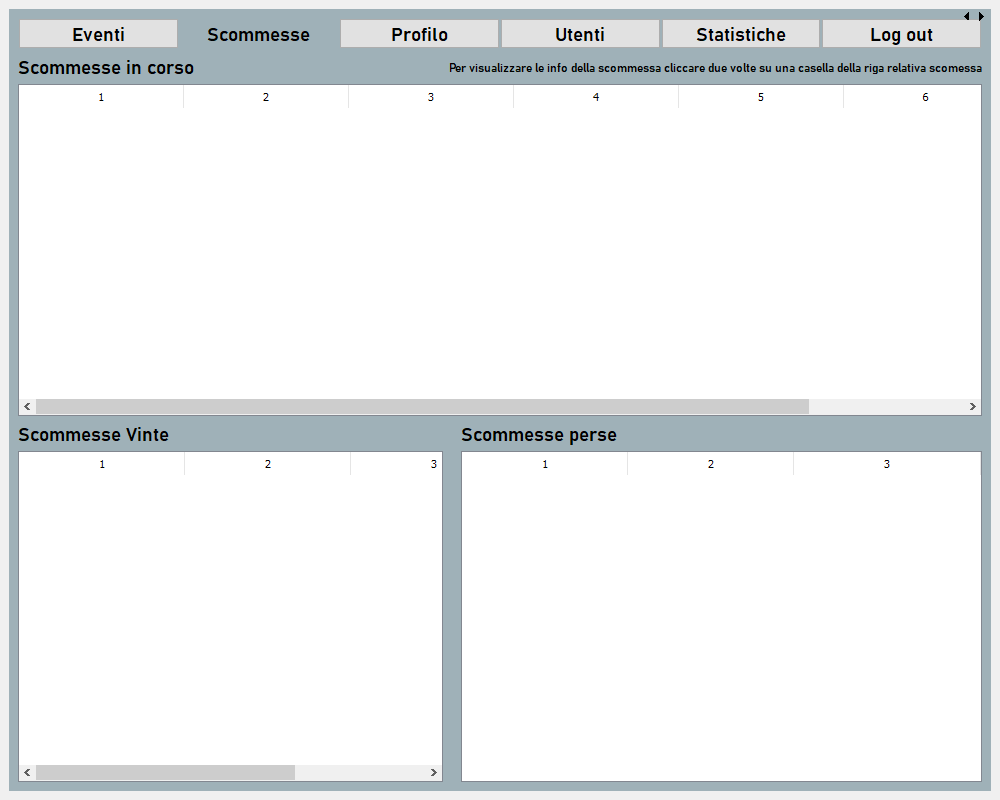 Eventi Scommesse Profilo Utenti Statistiche Log out
Scommesse in corso Per visualizzare le info della scommessa cliccare due volte su una casella della riga relativa scomessa
1 2 3 4 5 6
Scommesse Vinte Scommesse perse
1 2 3 1 2 3